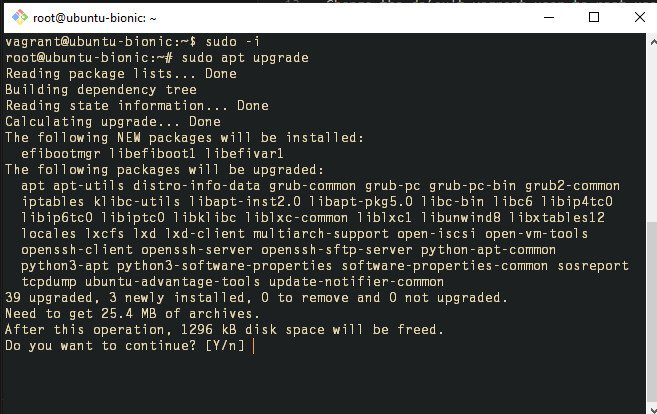 root@ubuntu-bionic: ~
vagrant@ubuntu-bionic:~$ sudo -i
root@ubuntu-bionic:~# sudo apt upgrade
Reading package lists... Done
Building dependency tree
Reading state information... Done
Calculating upgrade... Done
The following NEW packages will be installed:
  efibootmgr libefiboot1 libefivar1
The following packages will be upgraded:
  apt apt-utils distro-info-data grub-common grub-pc grub-pc-bin grub2-common
  iptables klibc-utils libapt-inst2.0 libapt-pkg5.0 libc-bin libc6 libip4tc0
  libip6tc0 libiptc0 libklibc liblxc-common liblxc1 libunwind8 libxtables12
  locales lxcfs lxd lxd-client multiarch-support open-iscsi open-vm-tools
  openssh-client openssh-server openssh-sftp-server python-apt-common
  python3-apt python3-software-properties software-properties-common sosreport
  tcpdump ubuntu-advantage-tools update-notifier-common
39 upgraded, 3 newly installed, 0 to remove and 0 not upgraded.
Need to get 25.4 MB of archives.
After this operation, 1296 kB disk space will be freed.
Do you want to continue? [Y/n]